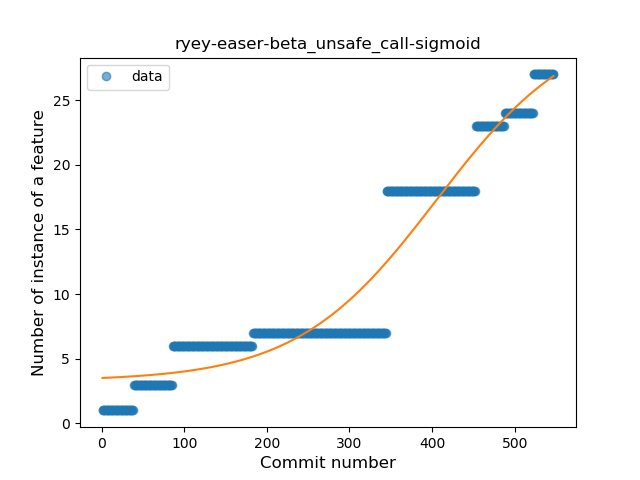 ryey-easer-beta_unsafe_call-sigmoid
data
Number of instance of a feature
25
20
15
10
5
0
0 100 200 300 400 500
Commit number